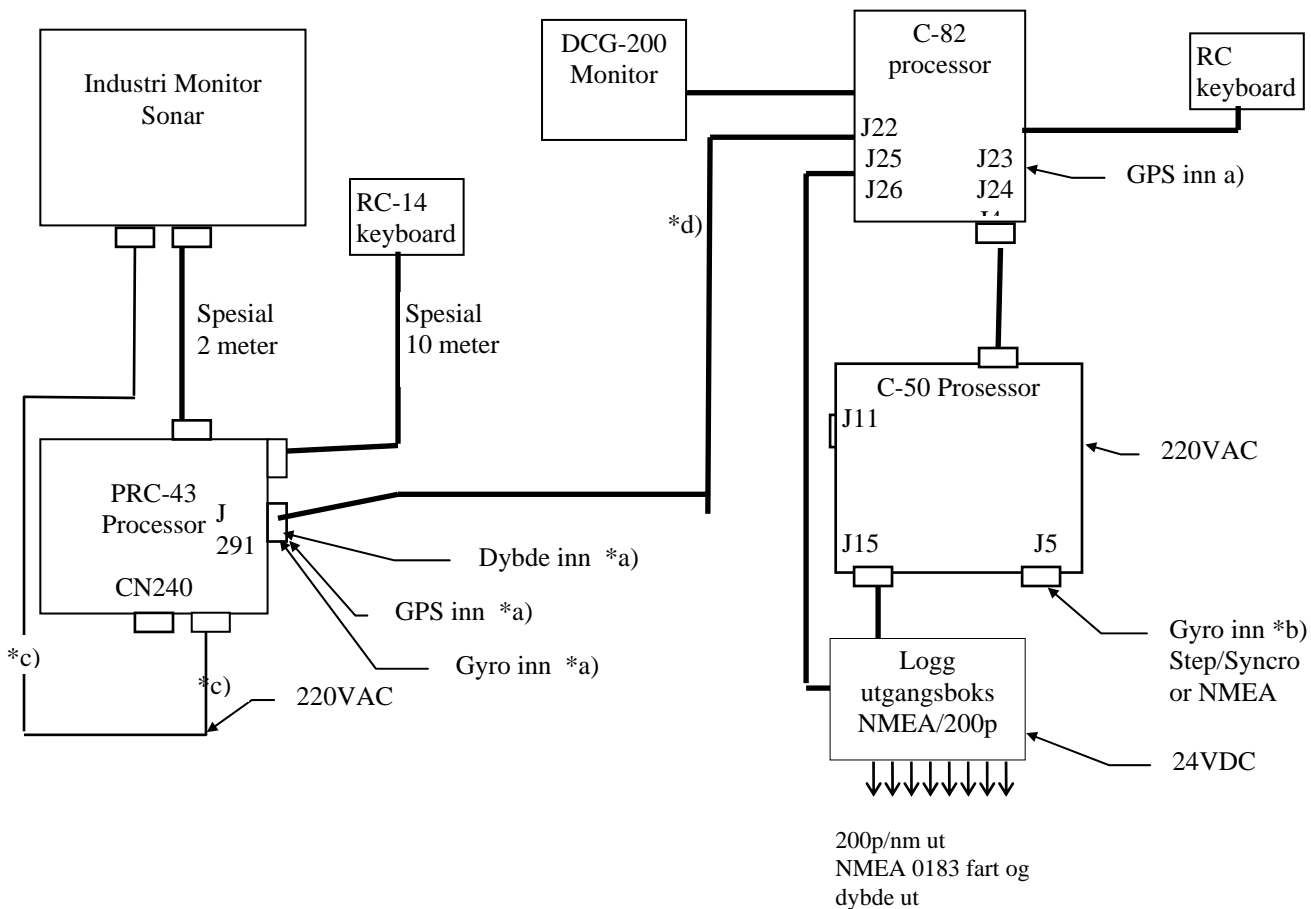 Industri Monitor
Sonar
DCG-200
Monitor
C-82
processor
RC
keyboard
J22
J25
J26
J23
J24
GPS inn a)
RC-14
keyboard
*d)
Spesial
2 meter
Spesial
10 meter
C-50 Prosessor
J11
220VAC
J15
J5
PRC-43
Processor
J
291
CN240
Dybde inn *a)
GPS inn *a)
Gyro inn *a)
*c)
*c)
220VAC
Gyro inn *b)
Step/Syncro
or NMEA
Logg
utgangsboks
NMEA/200p
24VDC
200p/nm ut
NMEA 0183 fart og
dybde ut